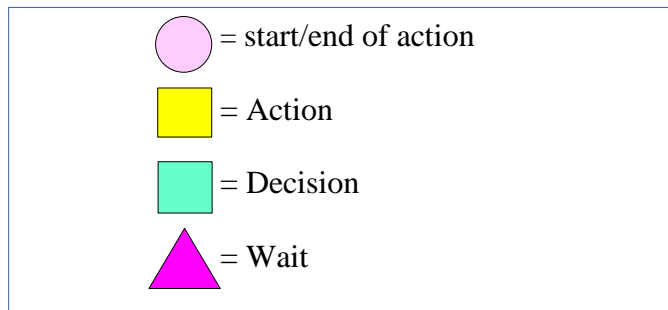 = start/end of action
= Action
= Decision
= Wait